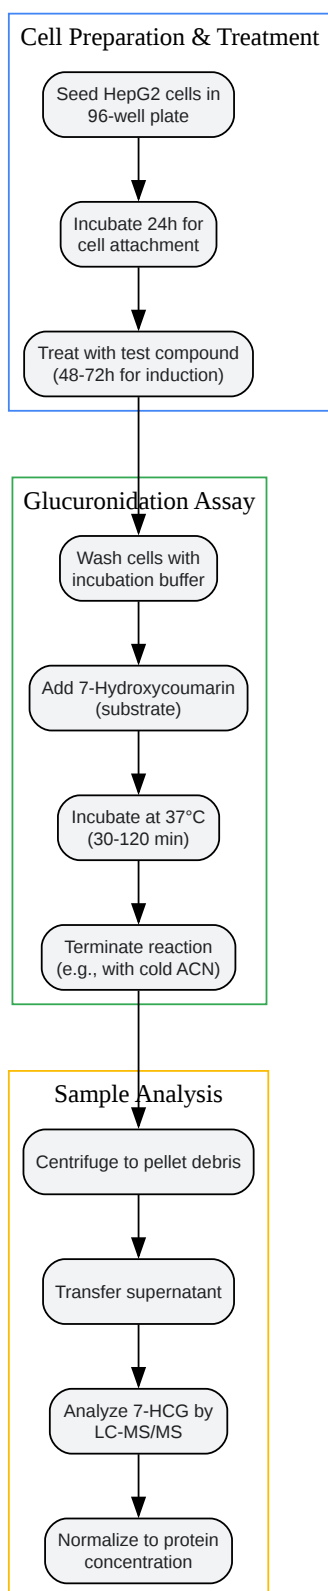 Cell Preparation & Treatment
Seed HepG2 cells in
96-well plate
Incubate 24h for
cell attachment
Treat with test compound
(48-72h for induction)
Glucuronidation Assay
Wash cells with
incubation buffer
Add 7-Hydroxycoumarin
(substrate)
Incubate at 37°C
(30-120 min)
Terminate reaction
(e.g., with cold ACN)
Sample Analysis
Centrifuge to pellet debris
Transfer supernatant
Analyze 7-HCG by
LC-MS/MS
Normalize to protein
concentration